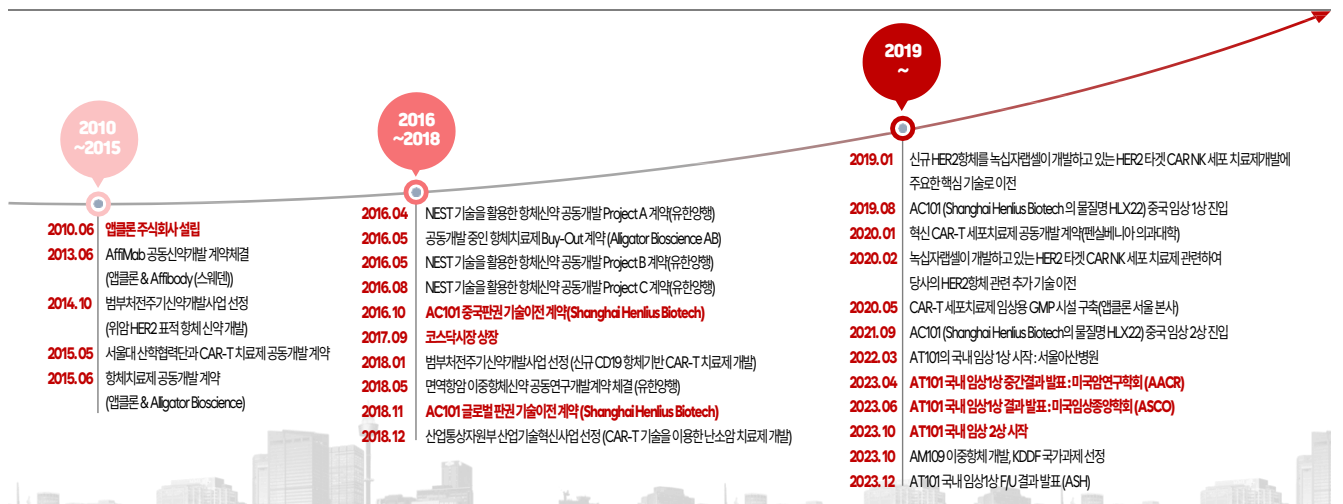 2010
~2015
2010.06 앱클론 주식회사 설립
2013.06 AffiMab 공동신약개발 계약체결
(앱클론 & Affibody (스웨덴))
2014.10 범부처전주기신약개발사업 선정
(위암 HER2 표적 항체 신약 개발)
2015.05 서울대 산학협력단과 CAR-T 치료제 공동개발 계약
2015.06 항체치료제 공동개발 계약
(앱클론 & Alligator Bioscience)
2016
~2018
2016.04 NEST 기술을 활용한 항체신약 공동개발 Project A 계약(유한양행)
2016.05 공동개발 중인 항체치료제 Buy-Out 계약 (Alligator Bioscience AB)
2016.05 NEST 기술을 활용한 항체신약 공동개발 Project B 계약(유한양행)
2016.08 NEST 기술을 활용한 항체신약 공동개발 Project C 계약(유한양행)
2016.10 AC101 중국판권 기술이전 계약(Shanghai Henlius Biotech)
2017.09 코스닥시장 상장
2018.01 범부처전주기신약개발사업 선정 (신규 CD19 항체기반 CAR-T 치료제 개발)
2018.05 면역항암 이중항체신약 공동연구개발계약 체결 (유한양행)
2018.11 AC101 글로벌 판권 기술이전 계약 (Shanghai Henlius Biotech)
2018.12 산업통상자원부 산업기술혁신사업 선정 (CAR-T 기술을 이용한 난소암 치료제 개발)
2019
~
2019.01 신규 HER2항체를 녹십자랩셀이 개발하고 있는 HER2 타겟 CAR NK 세포 치료제개발에
주요한 핵심 기술로 이전
2019.08 AC101 (Shanghai Henlius Biotech 의 물질명 HLX22) 중국 임상 1상 진입
2020.01 혁신 CAR-T 세포치료제 공동개발 계약(펜실베니아 의과대학)
2020.02 녹십자랩셀이 개발하고 있는 HER2 타겟 CAR NK 세포 치료제 관련하여
당사의 HER2항체 관련 추가 기술 이전
2020.05 CAR-T 세포치료제 임상용 GMP 시설 구축(앱클론 서울 본사)
2021.09 AC101 (Shanghai Henlius Biotech의 물질명 HLX22) 중국 임상 2상 진입
2022.03 AT101의 국내 임상 1상 시작 : 서울아산병원
2023.04 AT101 국내 임상1상 중간결과 발표 : 미국암연구학회 (AACR)
2023.06 AT101 국내 임상1상 결과 발표 : 미국임상종양학회 (ASCO)
2023.10 AT101 국내 임상 2상 시작
2023.10 AM109 이중항체 개발, KDDF 국가과제 선정
2023.12 AT101 국내 임상1상 F/U 결과 발표 (ASH)